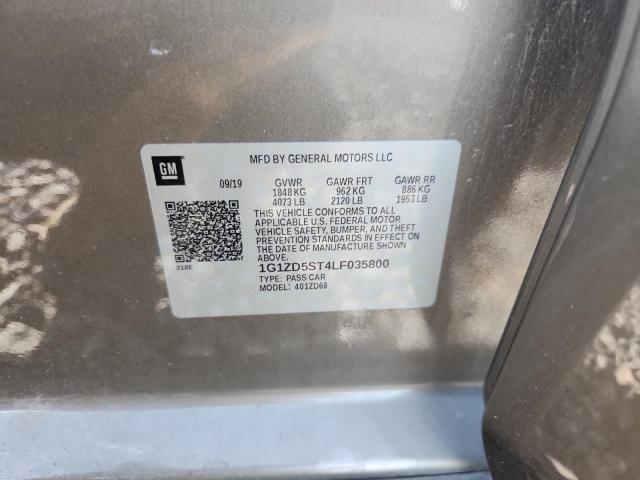 GM
MFD BY GENERAL MOTORS LLC
09/19 GVWR GAWR FRT GAWR RR
1848 KG 962 KG 886 KG
4073 LB 2120 LB 1953 LB
THIS VEHICLE CONFORMS TO ALL
APPLICABLE U.S. FEDERAL MOTOR
VEHICLE SAFETY, BUMPER, AND THEFT
PREVENTION STANDARDS IN EFFECT ON
THE DATE OF MANUFACTURE SHOWN
ABOVE.
318E
1G1ZD5ST4LF035800
TYPE: PASS CAR
MODEL: 401ZD69